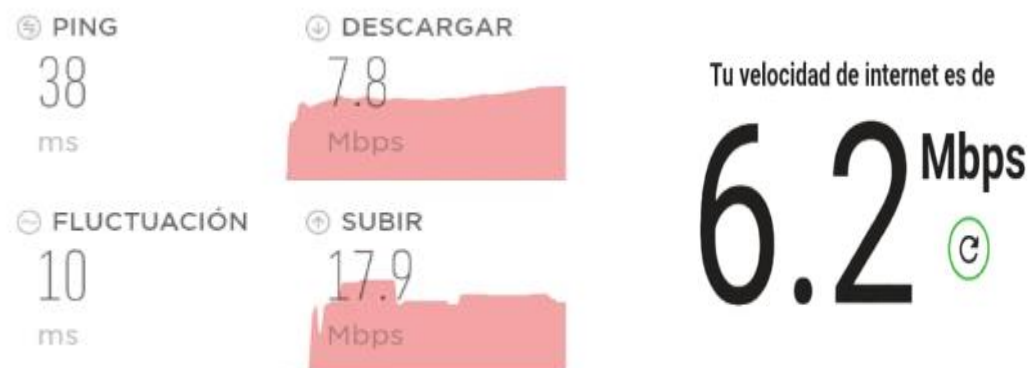 PING
38
ms
DESCARGAR
7.8
Mbps
FLUCTUACIÓN
10
ms
SUBIR
17.9
Mbps
Tu velocidad de internet es de
6.2 Mbps